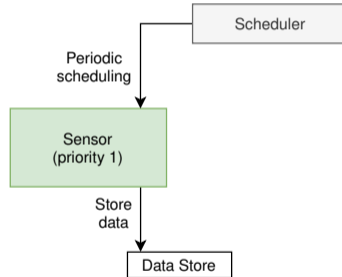 Scheduler
Periodic
scheduling
Sensor
(priority 1)
Store
data
Data Store